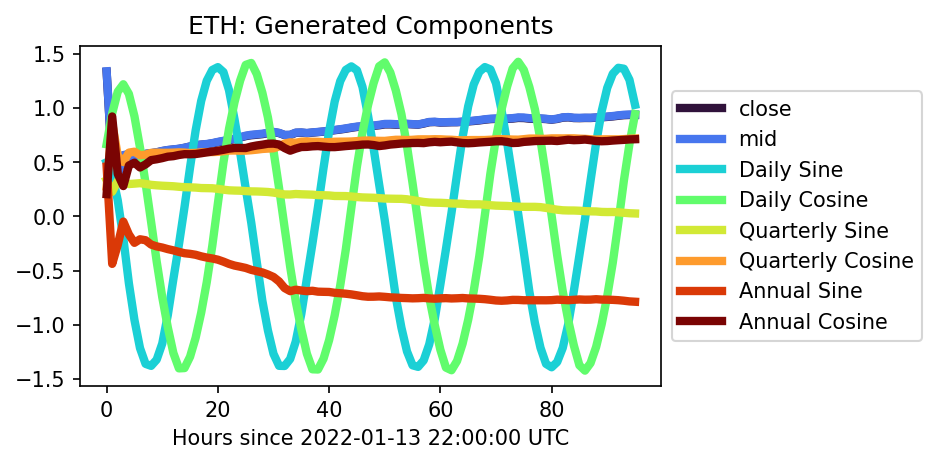 ETH: Generated Components
1.5
1.0
0.5
0.0
−0.5
−1.0
−1.5
0
20
40
60
80
Hours since 2022-01-13 22:00:00 UTC
close
mid
Daily Sine
Daily Cosine
Quarterly Sine
Quarterly Cosine
Annual Sine
Annual Cosine